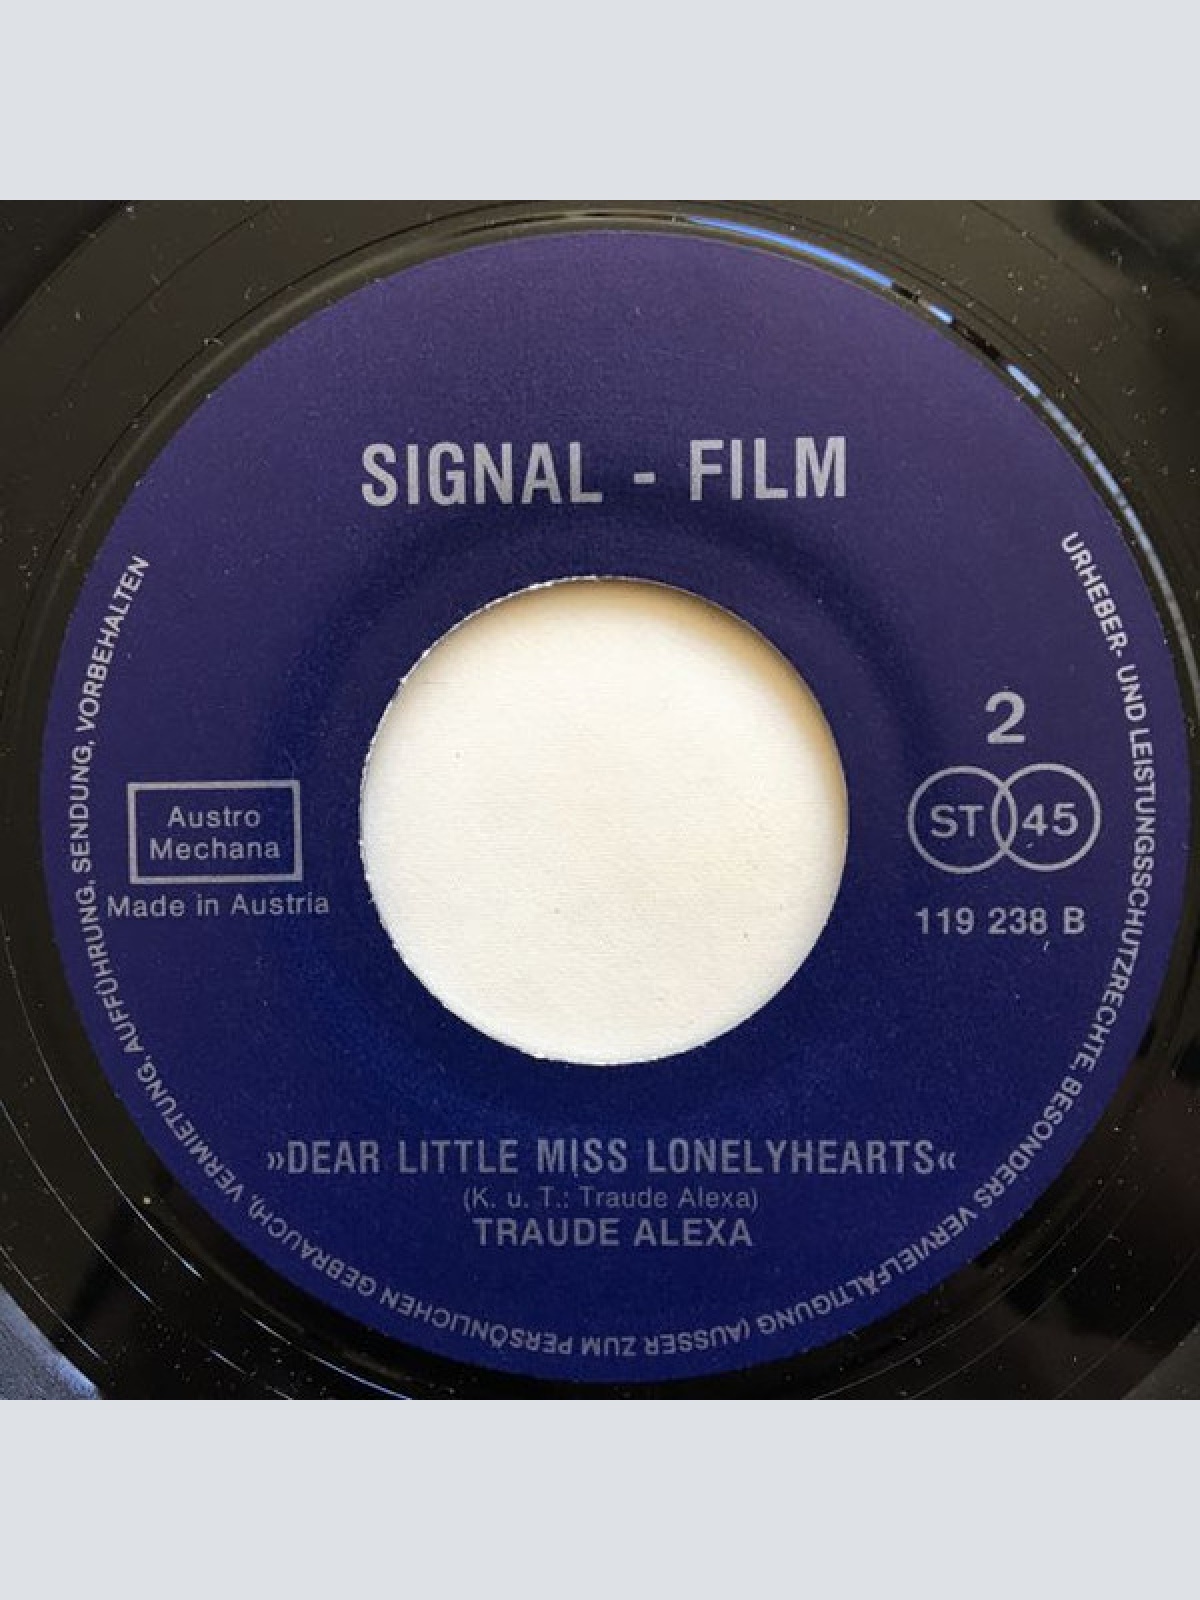 SIGNAL - FILM
URHEBER- UND LEISTUNGSSCHUTZRECHTE, BESONDERS VERVIELFÄLTIGUNG (AUSSER ZUM PERSÖNLICHEN GEBRAUCH), VERMIETUNG, AUFFÜHRUNG, SENDUNG, VORBEHALTEN
2
Austro
Mechana
ST 45
Made in Austria
119 238 B
»DEAR LITTLE MISS LONELYHEARTS«
(K. u. T.: Traude Alexa)
TRAUDE ALEXA